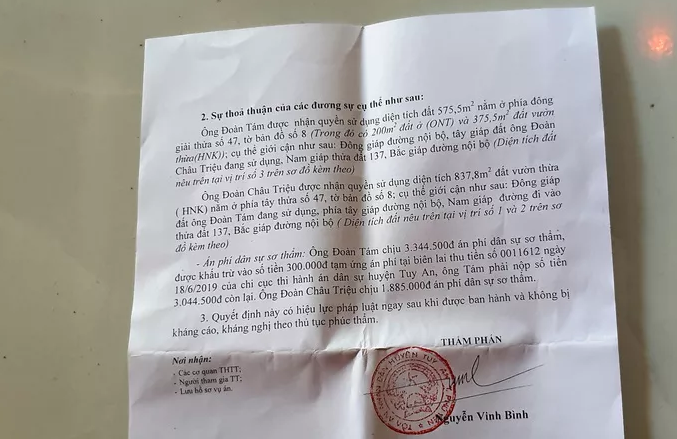 2. Sự thoả thuận của các đương sự cụ thể như sau:
Ông Đoàn Tám được nhận quyền sử dụng diện tích đất 575,5m² nằm ở phía đông
giải thửa số 47, tờ bản đồ số 8 (Trong đó có 200m² đất ở (ONT) và 375,5m² đất vườn
thừa(HNK)); cụ thể giới cận như sau: Đông giáp đường nội bộ, tây giáp đất ông Đoàn
Châu Triệu đang sử dụng, Nam giáp thửa đất 137, Bắc giáp đường nội bộ (Diện tích đất
nêu trên tại vị trí số 3 trên sơ đồ kèm theo)
Ông Đoàn Châu Triệu được nhận quyền sử dụng diện tích 837,8m² đất vườn thừa
( HNK) nằm ở phía tây thửa số 47, tờ bản đồ số 8; cụ thể giới cận như sau: Đông giáp
đất ông Đoàn Tám đang sử dụng, phía tây giáp đường nội bộ, Nam giáp đường đi vào
thửa đất 137, Bắc giáp đường nội bộ ( Diện tích đất nêu trên tại vị trí số 1 và 2 trên sơ
đồ kèm theo)
- Án phí dân sự sơ thẩm: Ông Đoàn Tám chịu 3.344.500đ án phí dân sự sơ thẩm,
được khấu trừ vào số tiền 300.000đ tạm ứng án phí tại biên lai thu tiền số 0011612 ngày
18/6/2019 của chi cục thi hành án dân sự huyện Tuy An, ông Tám phải nộp số tiền
3.044.500đ còn lại. Ông Đoàn Châu Triệu chịu 1.885.000đ án phí dân sự sơ thẩm.
3. Quyết định này có hiệu lực pháp luật ngay sau khi được ban hành và không bị
kháng cáo, kháng nghị theo thủ tục phúc thẩm.
THẨM PHÁN
Nơi nhận:
- Các cơ quan THTT;
- Người tham gia TT;
- Lưu hồ sơ vụ án.
Nguyễn Vinh Bình